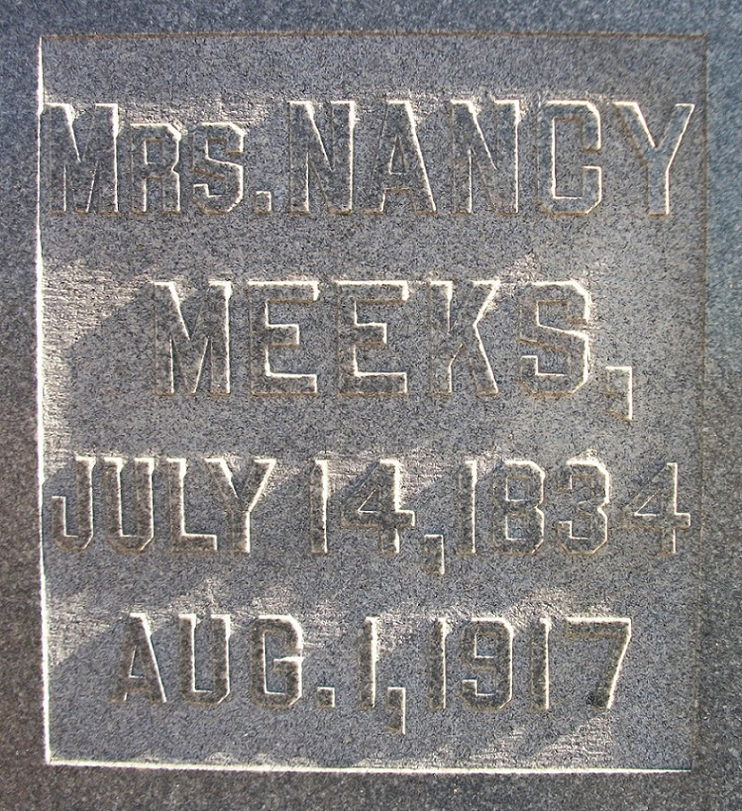 MRS. NANCY
MEEKS,
JULY 14, 1834
AUG. 1, 1917